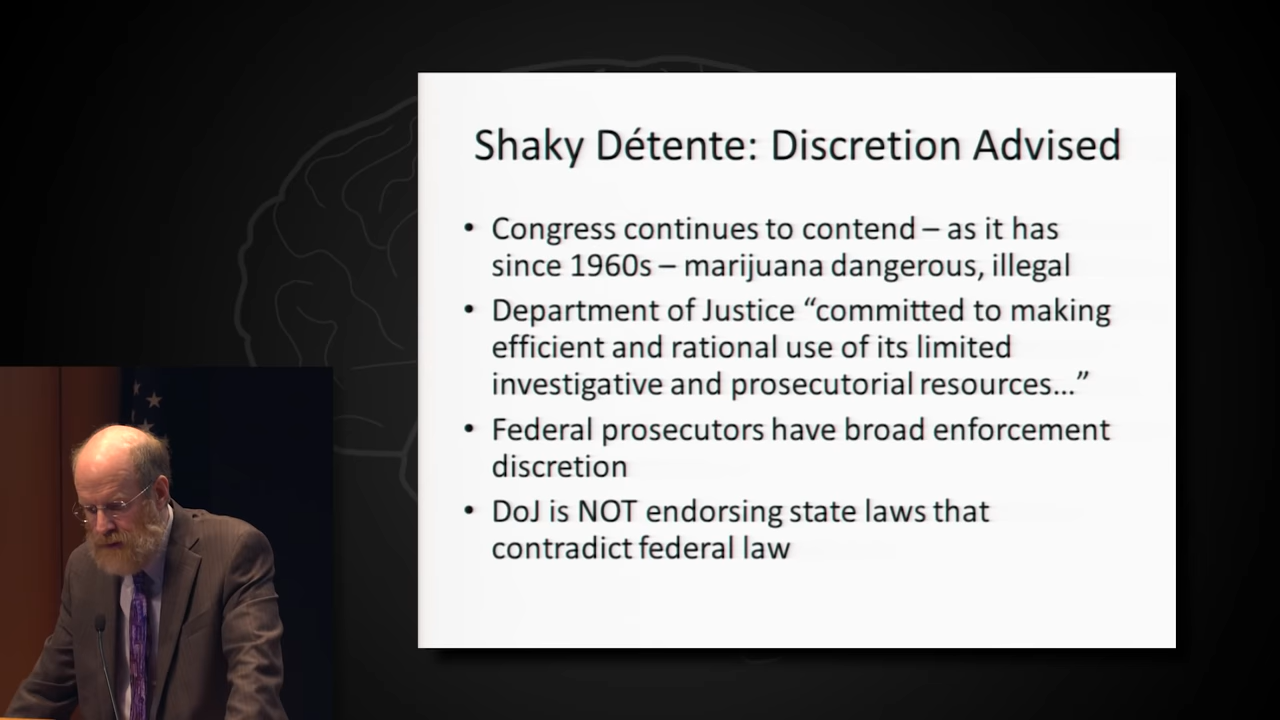 Shaky Détente: Discretion Advised
• Congress continues to contend – as it has
since 1960s – marijuana dangerous, illegal
• Department of Justice “committed to making
efficient and rational use of its limited
investigative and prosecutorial resources...”
• Federal prosecutors have broad enforcement
discretion
• DoJ is NOT endorsing state laws that
contradict federal law